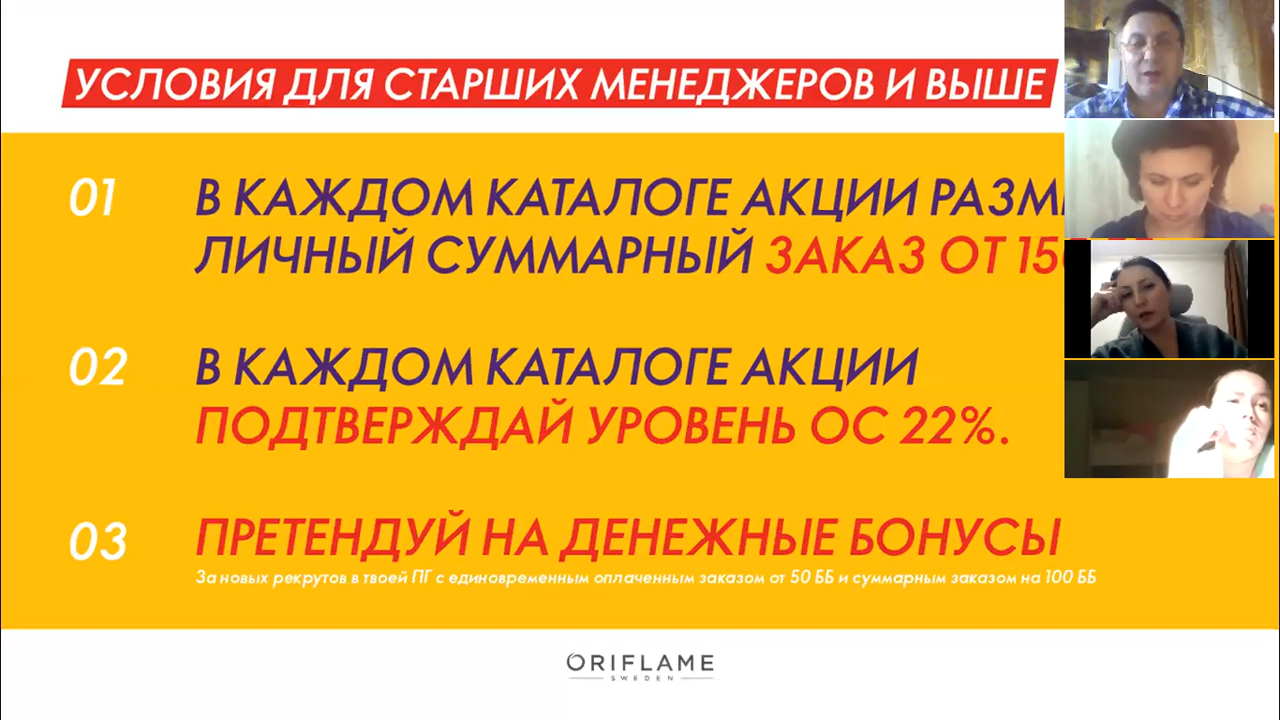 УСЛОВИЯ ДЛЯ СТАРШИХ МЕНЕДЖЕРОВ И ВЫШЕ
01
В КАЖДОМ КАТАЛОГЕ АКЦИИ
ЛИЧНЫЙ СУММАРНЫЙ ЗАКАЗ ОТ
02
В КАЖДОМ КАТАЛОГЕ АКЦИИ
ПОДТВЕРЖДАЙ УРОВЕНЬ ОС 22%.
03
ПРЕТЕНДУЙ НА ДЕНЕЖНЫЕ БОНУСЫ
За новых рекрутов в твоей ПГ с единовременным оплаченным заказом от 50 ББ и суммарным заказом на 100 ББ
ORIFLAME
SWEDEN